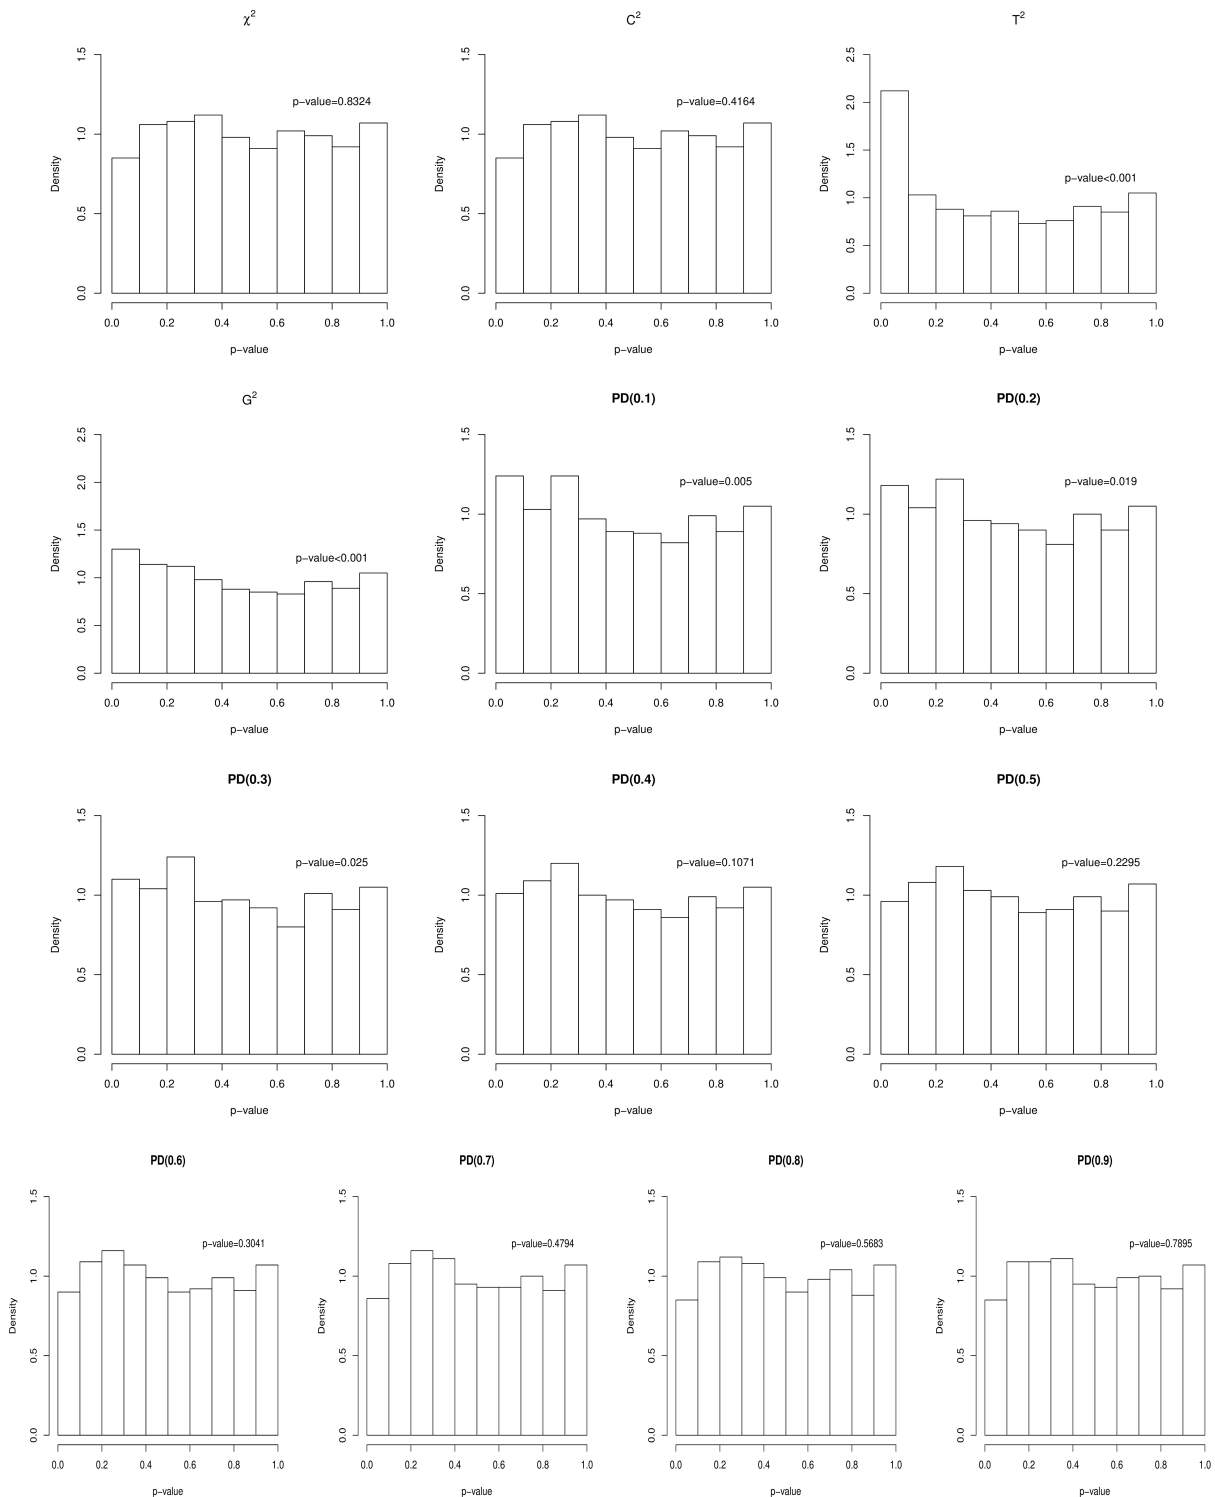 χ2
Density
0.0 0.5 1.0 1.5
p−value=0.8324
0.0 0.2 0.4 0.6 0.8 1.0
p−value
C2
Density
0.0 0.5 1.0 1.5
p−value=0.4164
0.0 0.2 0.4 0.6 0.8 1.0
p−value
T2
Density
0.0 0.5 1.0 1.5 2.0 2.5
p−value<0.001
0.0 0.2 0.4 0.6 0.8 1.0
p−value
G2
Density
0.0 0.5 1.0 1.5 2.0 2.5
p−value<0.001
0.0 0.2 0.4 0.6 0.8 1.0
p−value
PD(0.1)
Density
0.0 0.5 1.0 1.5
p−value=0.005
0.0 0.2 0.4 0.6 0.8 1.0
p−value
PD(0.2)
Density
0.0 0.5 1.0 1.5
p−value=0.019
0.0 0.2 0.4 0.6 0.8 1.0
p−value
PD(0.3)
Density
0.0 0.5 1.0 1.5
p−value=0.025
0.0 0.2 0.4 0.6 0.8 1.0
p−value
PD(0.4)
Density
0.0 0.5 1.0 1.5
p−value=0.1071
0.0 0.2 0.4 0.6 0.8 1.0
p−value
PD(0.5)
Density
0.0 0.5 1.0 1.5
p−value=0.2295
0.0 0.2 0.4 0.6 0.8 1.0
p−value
PD(0.6)
Density
0.0 0.5 1.0 1.5
p−value=0.3041
0.0 0.2 0.4 0.6 0.8 1.0
p−value
PD(0.7)
Density
0.0 0.5 1.0 1.5
p−value=0.4794
0.0 0.2 0.4 0.6 0.8 1.0
p−value
PD(0.8)
Density
0.0 0.5 1.0 1.5
p−value=0.5683
0.0 0.2 0.4 0.6 0.8 1.0
p−value
PD(0.9)
Density
0.0 0.5 1.0 1.5
p−value=0.7895
0.0 0.2 0.4 0.6 0.8 1.0
p−value